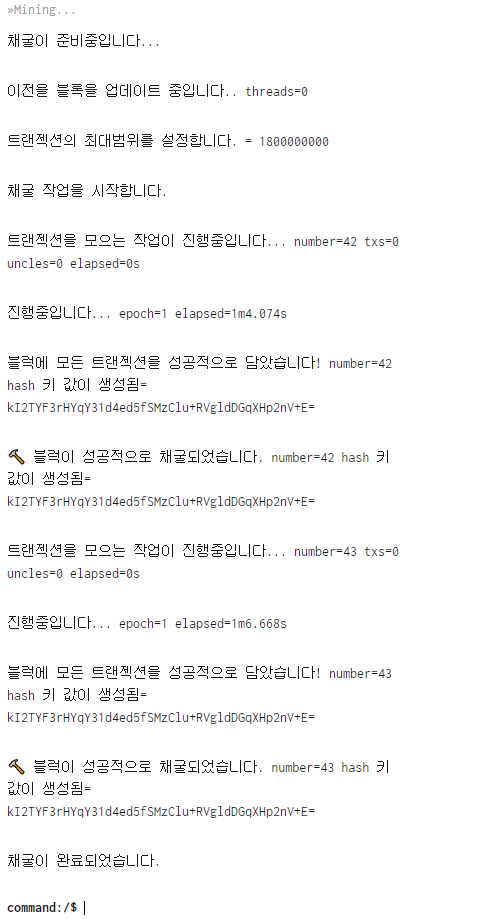 »Mining...
채굴이 준비중입니다...
이전을 블록을 업데이트 중입니다.. threads=0
트랜젝션의 최대범위를 설정합니다. = 1800000000
채굴 작업을 시작합니다.
트랜젝션을 모으는 작업이 진행중입니다... number=42 txs=0
uncles=0 elapsed=0s
진행중입니다... epoch=1 elapsed=1m4.074s
블럭에 모든 트랜젝션을 성공적으로 담았습니다! number=42
hash 키 값이 생성됨=
kI2TYF3rHYqY31d4ed5fSMzClu+RVgldDGqXHp2nV+E=
🔨 블럭이 성공적으로 채굴되었습니다. number=42 hash 키
값이 생성됨=
kI2TYF3rHYqY31d4ed5fSMzClu+RVgldDGqXHp2nV+E=
트랜젝션을 모으는 작업이 진행중입니다... number=43 txs=0
uncles=0 elapsed=0s
진행중입니다... epoch=1 elapsed=1m6.668s
블럭에 모든 트랜젝션을 성공적으로 담았습니다! number=43
hash 키 값이 생성됨=
kI2TYF3rHYqY31d4ed5fSMzClu+RVgldDGqXHp2nV+E=
🔨 블럭이 성공적으로 채굴되었습니다. number=43 hash 키
값이 생성됨=
kI2TYF3rHYqY31d4ed5fSMzClu+RVgldDGqXHp2nV+E=
채굴이 완료되었습니다.
command:/$